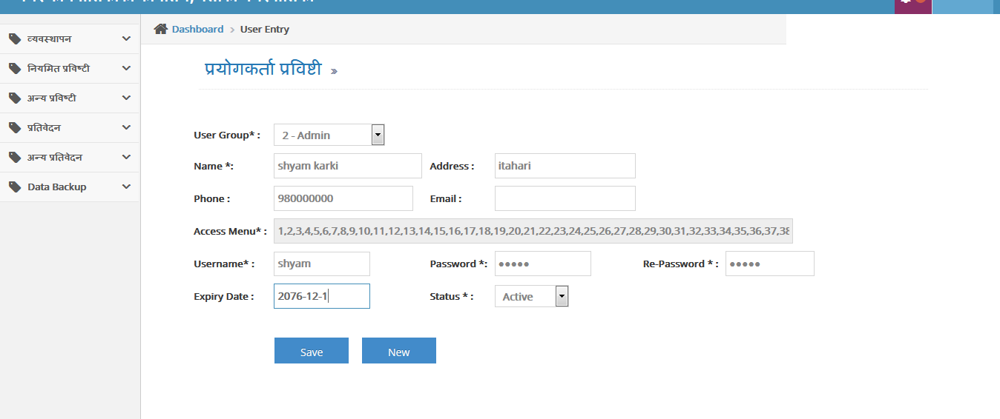 Dashboard > User Entry
व्यवस्थापन
नियमित प्रविष्टी
अन्य प्रविष्टी
प्रतिवेदन
अन्य प्रतिवेदन
Data Backup
प्रयोगकर्ता प्रविष्टी »
User Group* : 2 - Admin
Name *: shyam karki Address : itahari
Phone : 980000000 Email :
Access Menu* : 1,2,3,4,5,6,7,8,9,10,11,12,13,14,15,16,17,18,19,20,21,22,23,24,25,26,27,28,29,30,31,32,33,34,35,36,37,38
Username* : shyam Password *: ●●●●● Re-Password * : ●●●●●
Expiry Date : 2076-12-1 Status * : Active
Save New